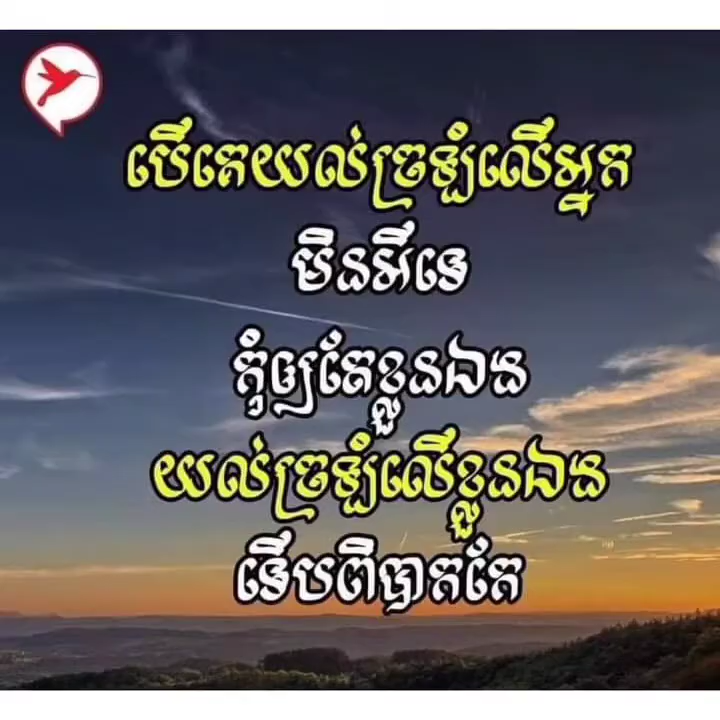 បើគេយល់ច្រឡំលើអ្នក
មិនអីទេ
កុំឲ្យតែខ្លួនឯង
យល់ច្រឡំលើខ្លួនឯង
ទើបពិបាកកែ